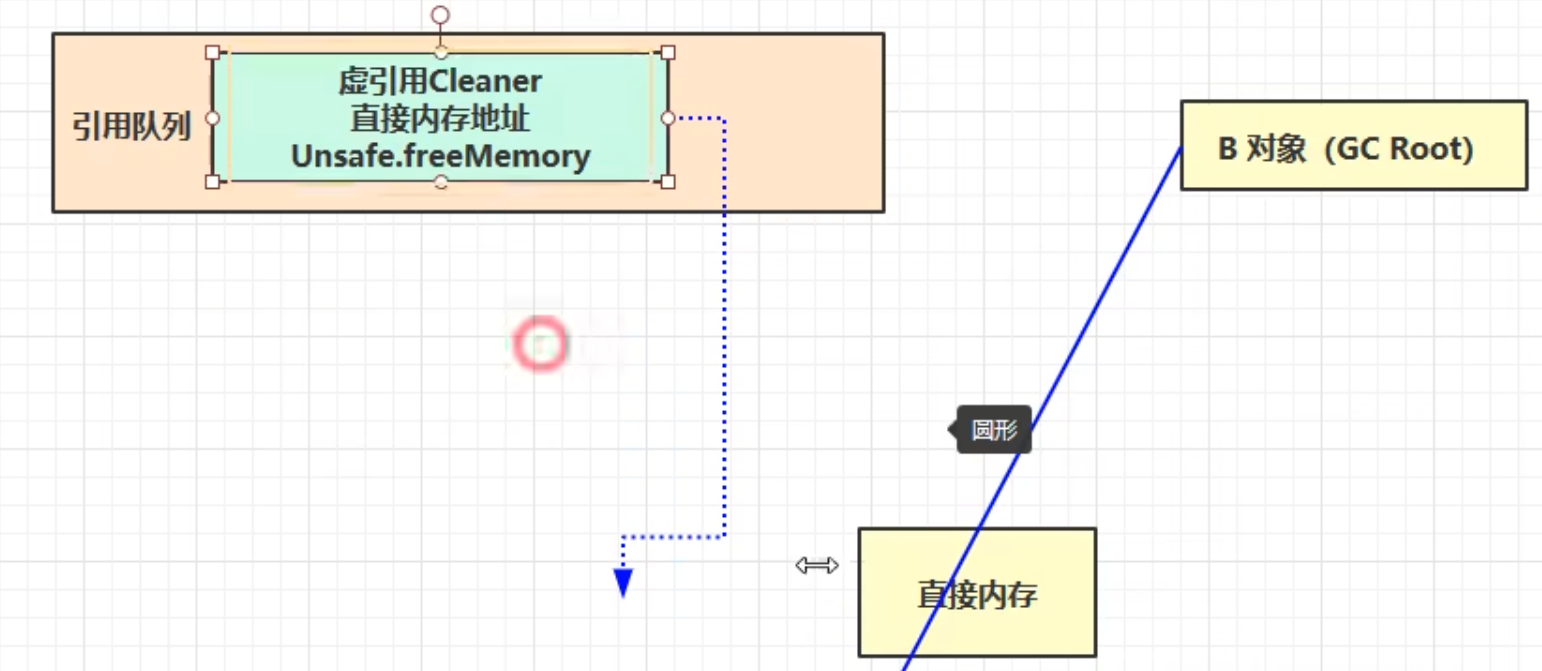 虚引用Cleaner
直接内存地址
Unsafe.freeMemory
引用队列
B 对象（GC Root)
圆形
直接内存